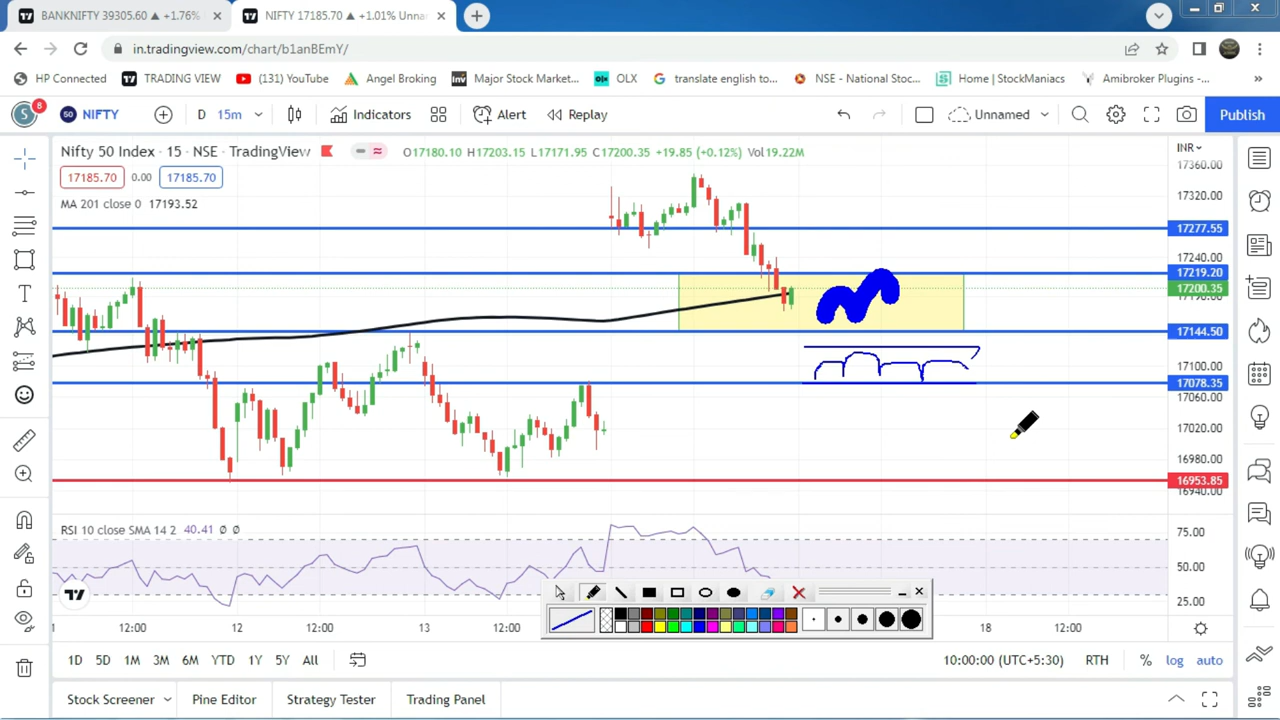 BANKNIFTY 39305.60 ▲ +1.76%
NIFTY 17185.70 ▲ +1.01% Unna
in.tradingview.com/chart/b1anBEmY/
HP Connected TRADING VIEW (131) YouTube Angel Broking Major Stock Market... OLX translate english to... NSE - National Stoc... Home | StockManiacs Amibroker Plugins -... »
S 8 50 NIFTY D 15m Indicators Alert Replay Unnamed Publish
Nifty 50 Index · 15 · NSE · TradingView O17180.10 H17203.15 L17171.95 C17200.35 +19.85 (+0.12%) Vol19.22M
17185.70 0.00 17185.70
MA 201 close 0 17193.52
INR
17360.00
17320.00
17277.55
17240.00
17219.20
17200.35
17144.50
17100.00
17078.35
17060.00
17020.00
16980.00
16953.85
16940.00
RSI 10 close SMA 14 2 40.41 Ø Ø
75.00
50.00
25.00
12:00 12 12:00 13 12:00 18 12:00
1D 5D 1M 3M 6M YTD 1Y 5Y All 10:00:00 (UTC+5:30) RTH % log auto
Stock Screener Pine Editor Strategy Tester Trading Panel